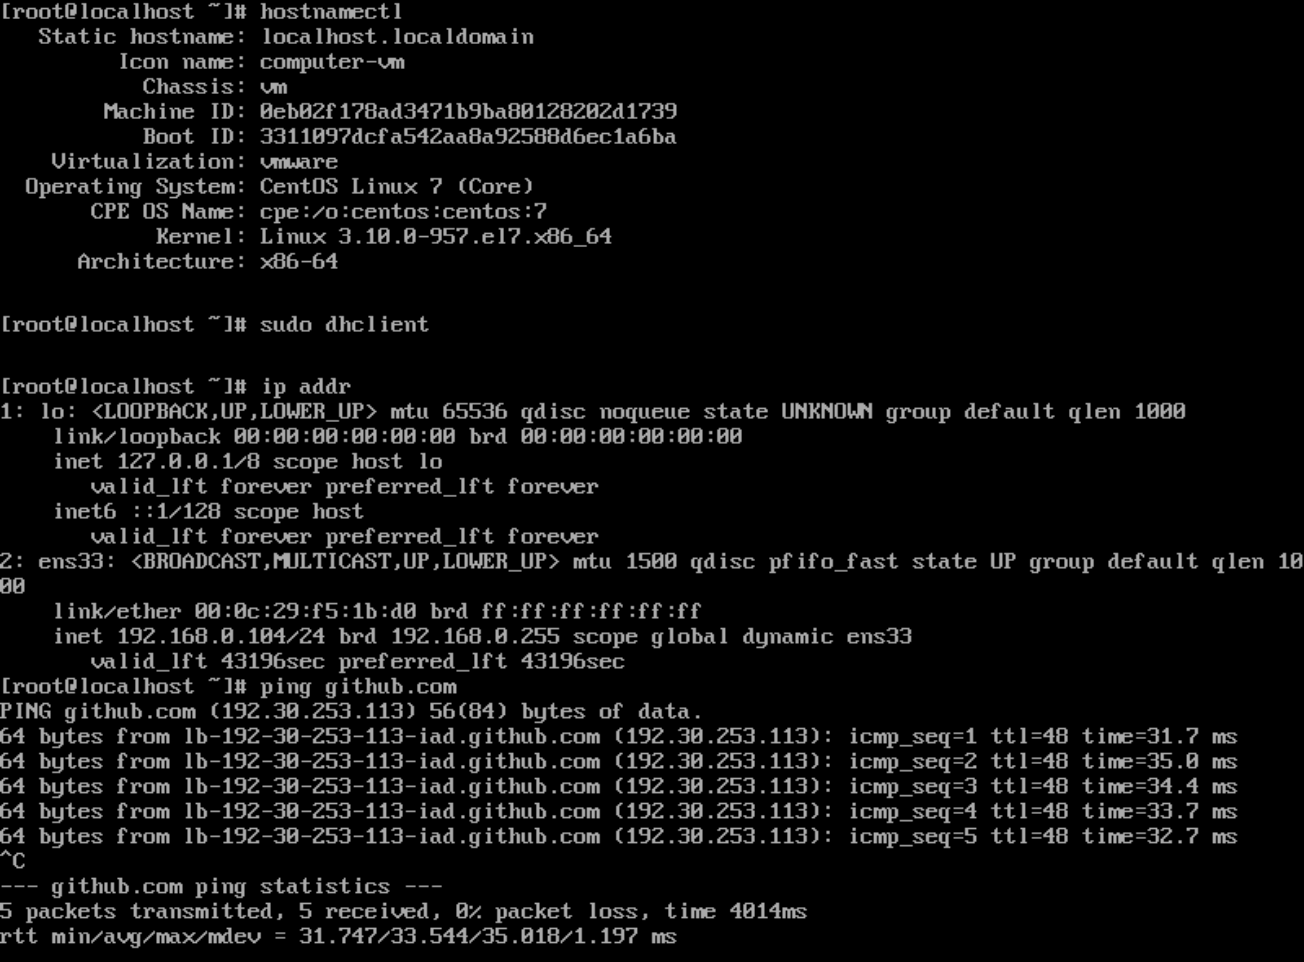 [root@localhost ~]# hostnamectl
   Static hostname: localhost.localdomain
         Icon name: computer-vm
           Chassis: vm
        Machine ID: 0eb02f178ad3471b9ba80128202d1739
           Boot ID: 3311097dcfa542aa8a92588d6ec1a6ba
    Virtualization: vmware
  Operating System: CentOS Linux 7 (Core)
       CPE OS Name: cpe:/o:centos:centos:7
            Kernel: Linux 3.10.0-957.el7.x86_64
      Architecture: x86-64
[root@localhost ~]# sudo dhclient
[root@localhost ~]# ip addr
1: lo: <LOOPBACK,UP,LOWER_UP> mtu 65536 qdisc noqueue state UNKNOWN group default qlen 1000
    link/loopback 00:00:00:00:00:00 brd 00:00:00:00:00:00
    inet 127.0.0.1/8 scope host lo
       valid_lft forever preferred_lft forever
    inet6 ::1/128 scope host
       valid_lft forever preferred_lft forever
2: ens33: <BROADCAST,MULTICAST,UP,LOWER_UP> mtu 1500 qdisc pfifo_fast state UP group default qlen 10
00
    link/ether 00:0c:29:f5:1b:d0 brd ff:ff:ff:ff:ff:ff
    inet 192.168.0.104/24 brd 192.168.0.255 scope global dynamic ens33
       valid_lft 43196sec preferred_lft 43196sec
[root@localhost ~]# ping github.com
PING github.com (192.30.253.113) 56(84) bytes of data.
64 bytes from lb-192-30-253-113-iad.github.com (192.30.253.113): icmp_seq=1 ttl=48 time=31.7 ms
64 bytes from lb-192-30-253-113-iad.github.com (192.30.253.113): icmp_seq=2 ttl=48 time=35.0 ms
64 bytes from lb-192-30-253-113-iad.github.com (192.30.253.113): icmp_seq=3 ttl=48 time=34.4 ms
64 bytes from lb-192-30-253-113-iad.github.com (192.30.253.113): icmp_seq=4 ttl=48 time=33.7 ms
64 bytes from lb-192-30-253-113-iad.github.com (192.30.253.113): icmp_seq=5 ttl=48 time=32.7 ms
^C
--- github.com ping statistics ---
5 packets transmitted, 5 received, 0% packet loss, time 4014ms
rtt min/avg/max/mdev = 31.747/33.544/35.018/1.197 ms